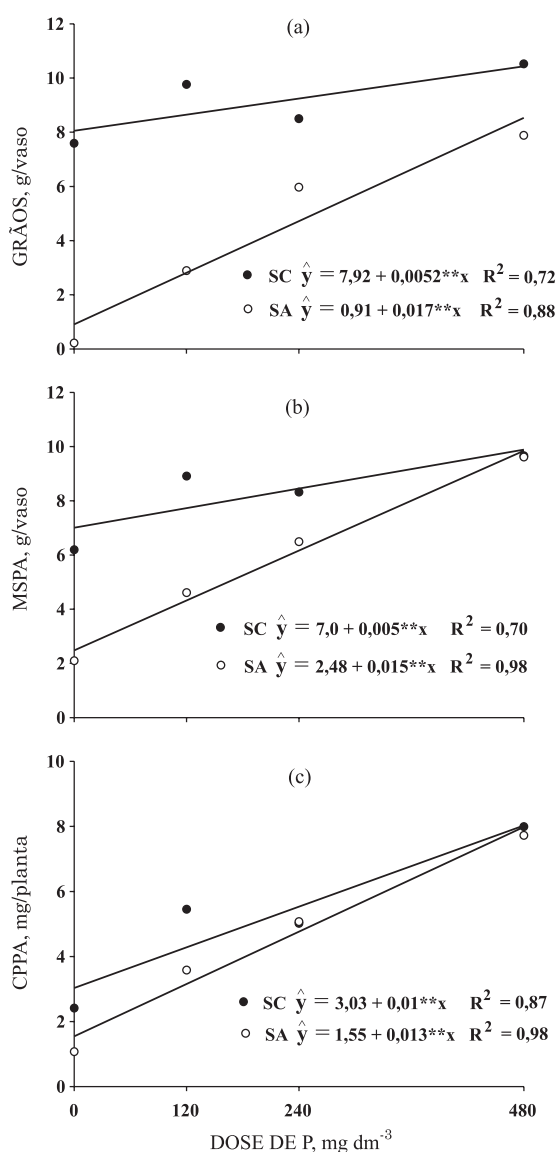 (a)
12
10
8
6
4
2
0
GRÃOS, g/vaso
● SC ŷ = 7,92 + 0,0052**x R² = 0,72
○ SA ŷ = 0,91 + 0,017**x R² = 0,88
(b)
12
10
8
6
4
2
0
MSPA, g/vaso
● SC ŷ = 7,0 + 0,005**x R² = 0,70
○ SA ŷ = 2,48 + 0,015**x R² = 0,98
(c)
10
8
6
4
2
0
CPPA, mg/planta
● SC ŷ = 3,03 + 0,01**x R² = 0,87
○ SA ŷ = 1,55 + 0,013**x R² = 0,98
0 120 240 480
DOSE DE P, mg dm⁻³